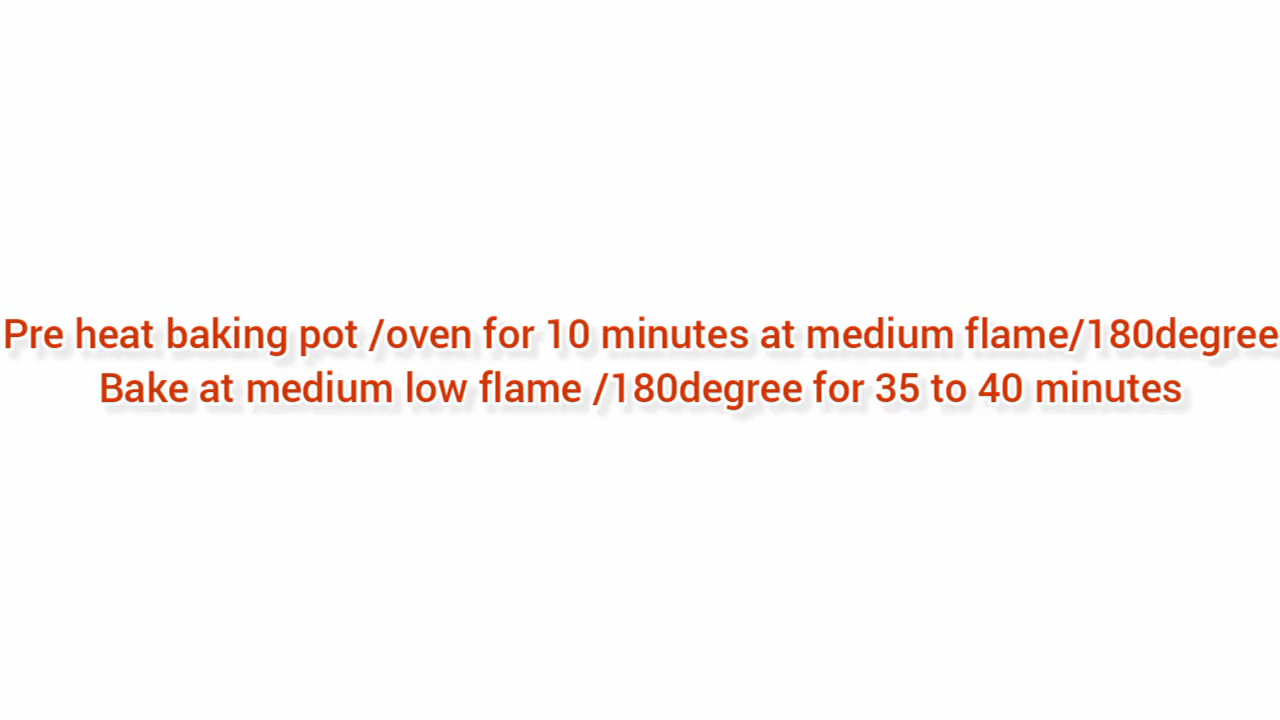 Pre heat baking pot /oven for 10 minutes at medium flame/180degree
Bake at medium low flame /180degree for 35 to 40 minutes